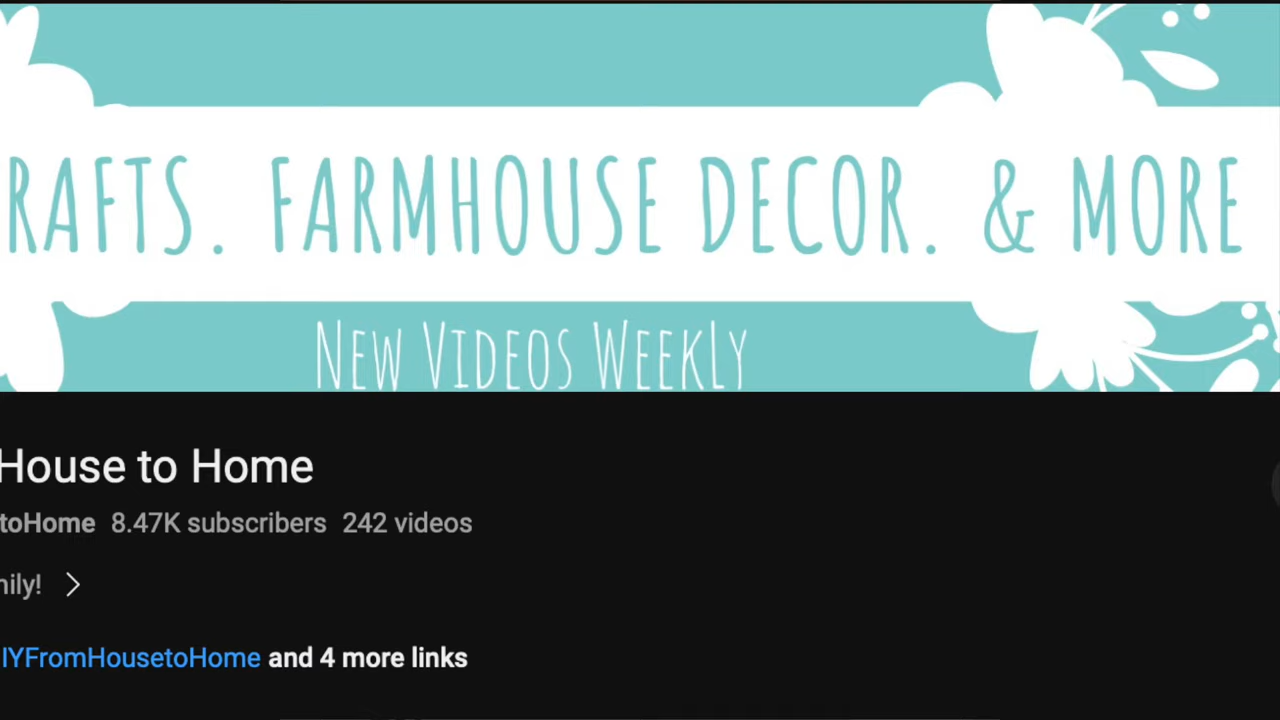 RAFTS. FARMHOUSE DECOR. & MORE
NEW VIDEOS WEEKLY
House to Home
toHome 8.47K subscribers 242 videos
nily!
IYFromHousetoHome and 4 more links